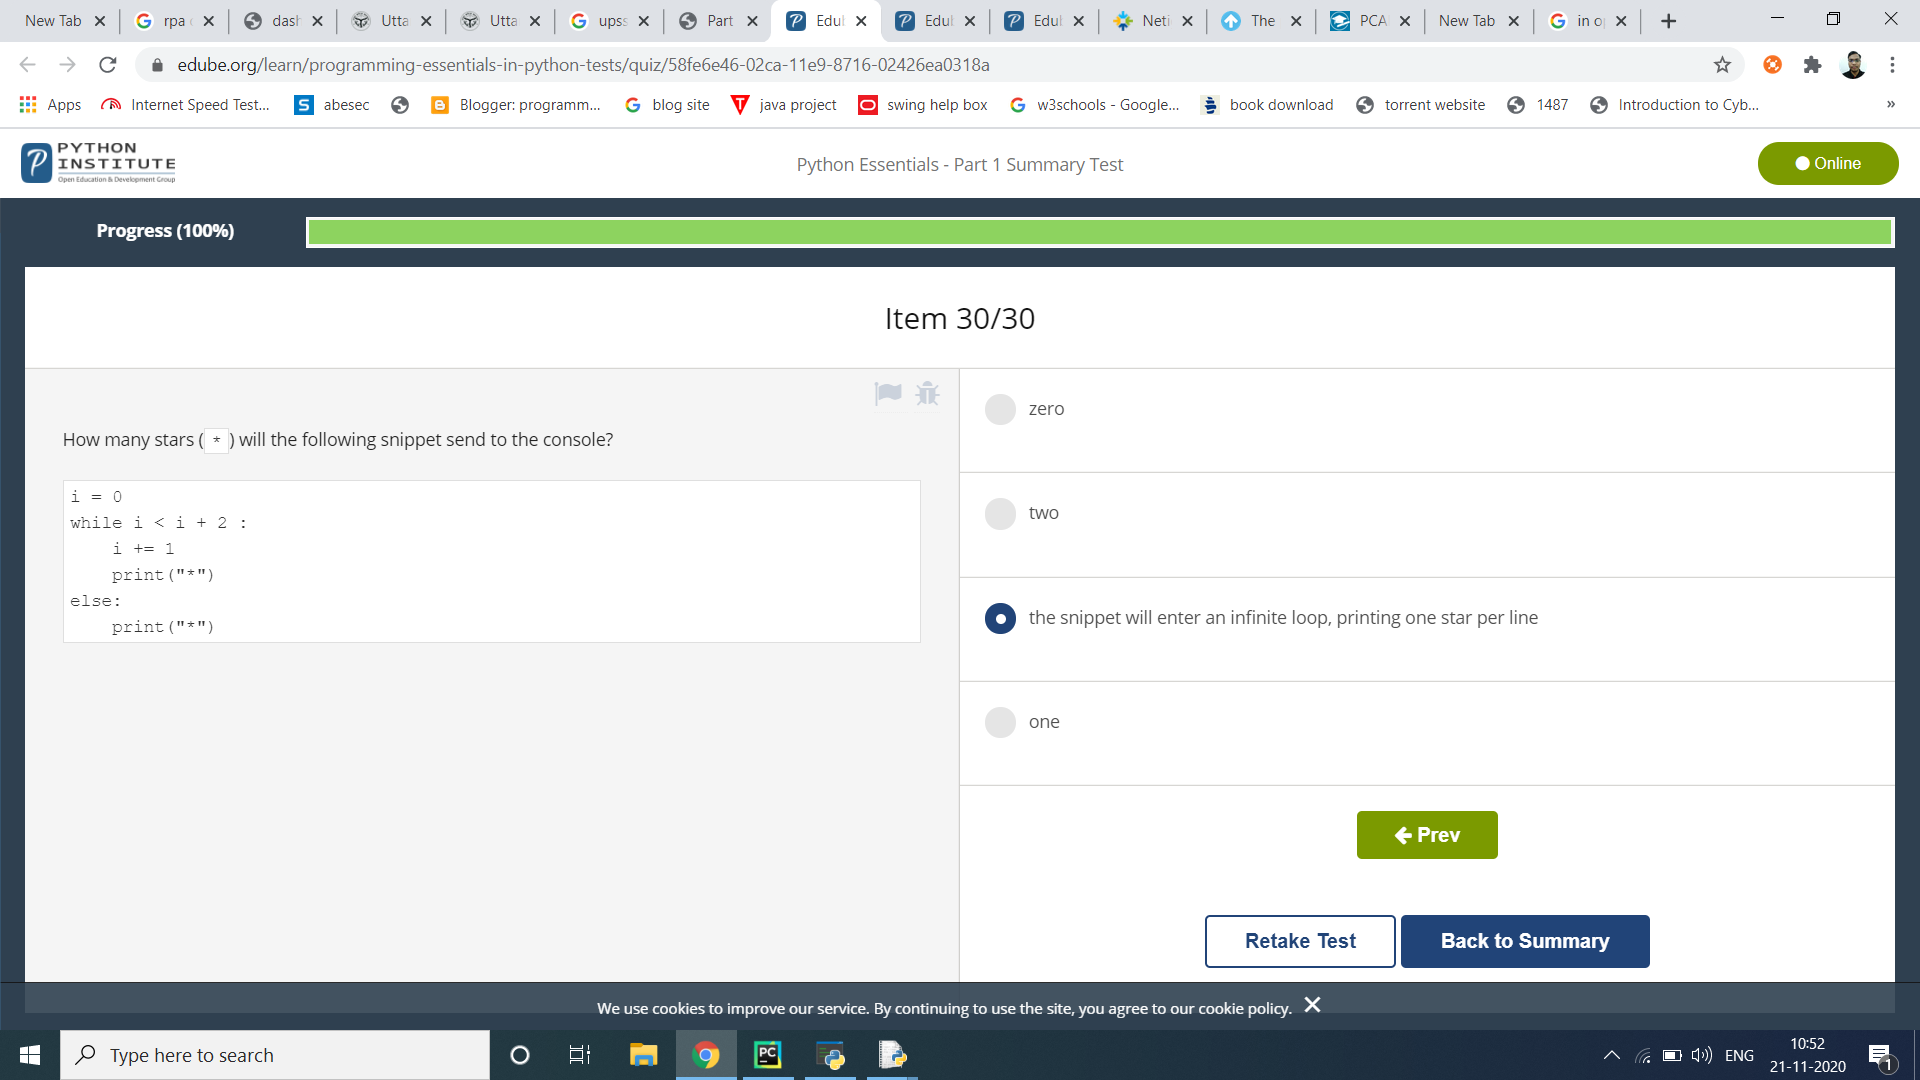 New Tab
rpa
dash
Utta
Utta
upss
Part
Edub
Edub
Edub
Neti
The
PCA
New Tab
in o
edube.org/learn/programming-essentials-in-python-tests/quiz/58fe6e46-02ca-11e9-8716-02426ea0318a
Apps Internet Speed Test... abesec Blogger: programm... blog site java project swing help box w3schools - Google... book download torrent website 1487 Introduction to Cyb... »
PYTHON
INSTITUTE
Open Education & Development Group
Python Essentials - Part 1 Summary Test
Online
Progress (100%)
Item 30/30
How many stars ( * ) will the following snippet send to the console?
i = 0
while i < i + 2 :
    i += 1
    print("*")
else:
    print("*")
zero
two
the snippet will enter an infinite loop, printing one star per line
one
Prev
Retake Test
Back to Summary
We use cookies to improve our service. By continuing to use the site, you agree to our cookie policy.
Type here to search
PC
ENG
10:52
21-11-2020
1